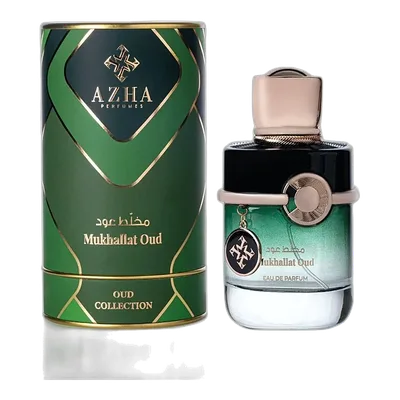 AZHA
PERFUMES
مخلط عود
Mukhallat Oud
OUD
COLLECTION
مخلط عود
Mukhallat Oud
EAU DE PARFUM